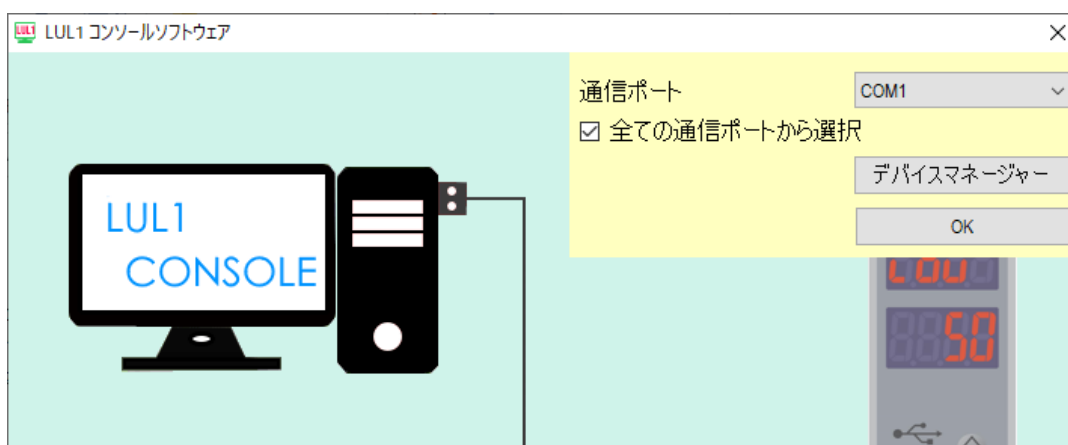 LUL1 コンソールソフトウェア
通信ポート
COM1
全ての通信ポートから選択
デバイスマネージャー
OK
LUL1
CONSOLE
50